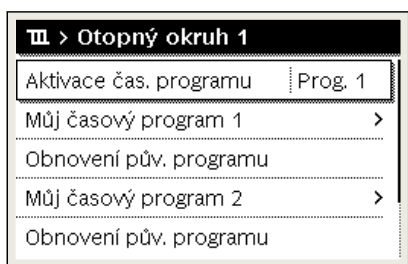 > Otopný okruh 1
Aktivace čas. programu Prog. 1
Můj časový program 1 >
Obnovení pův. programu
Můj časový program 2 >
Obnovení pův. programu